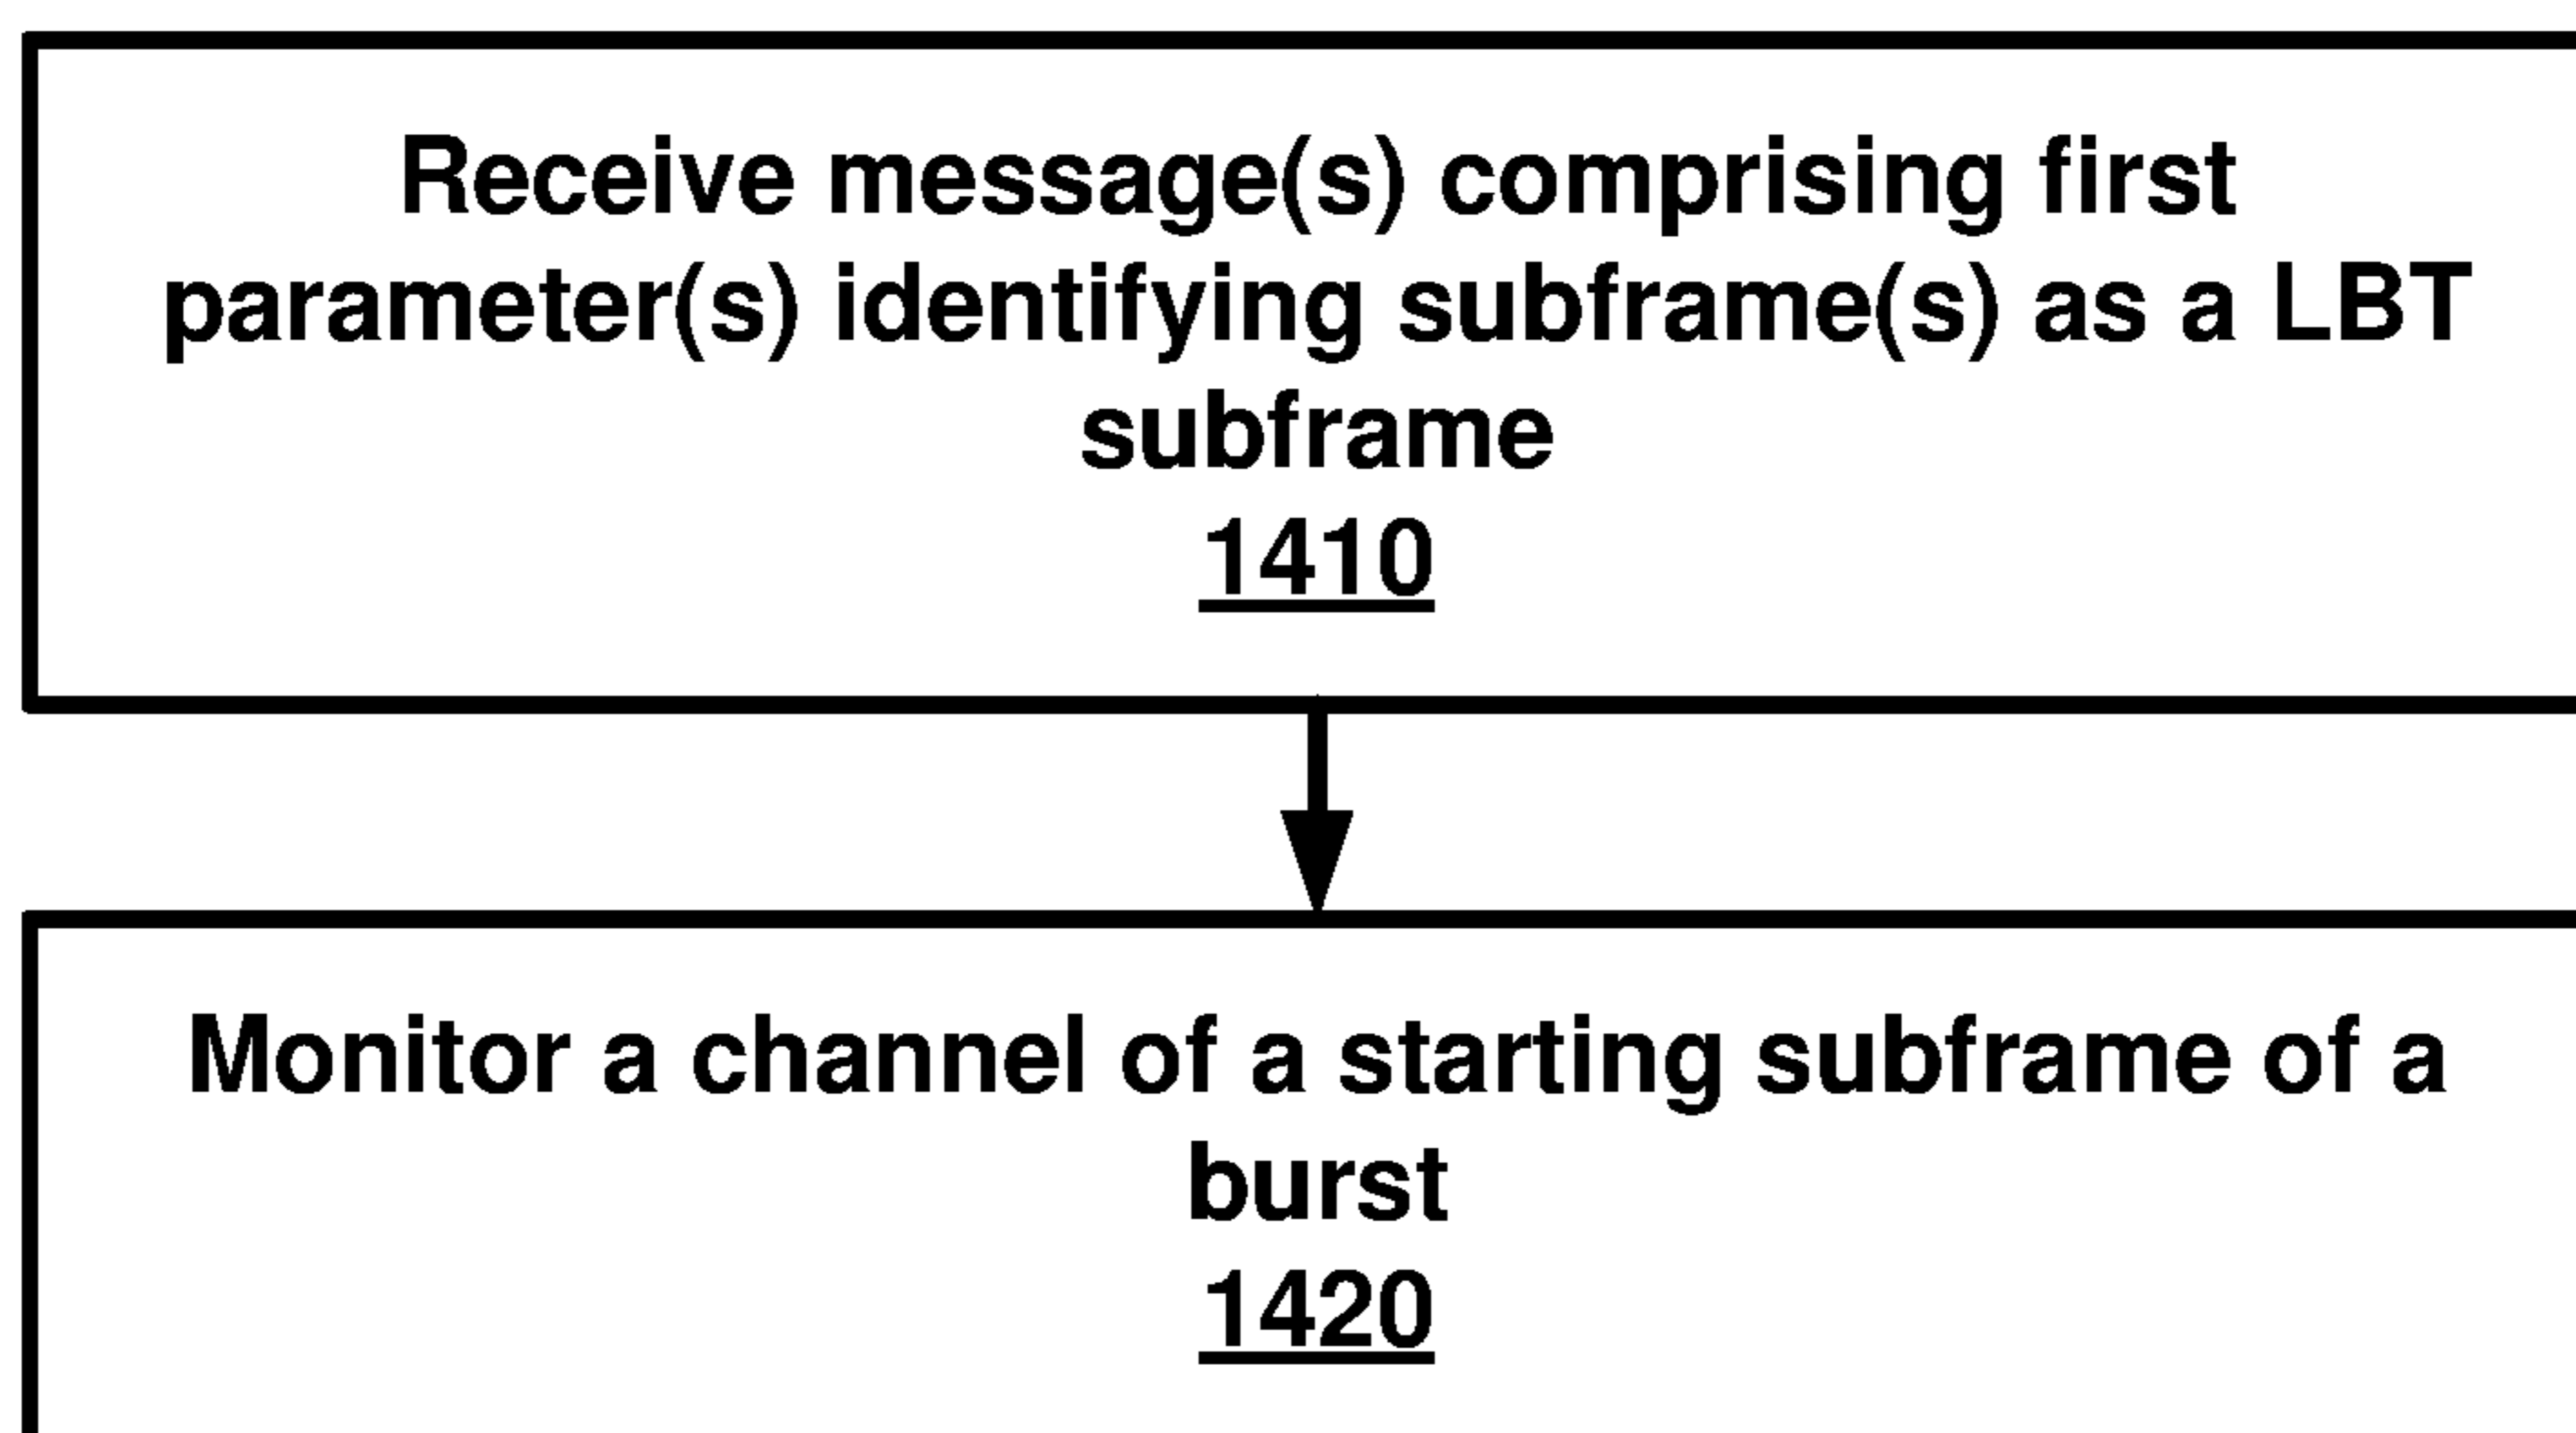 Receive message(s) comprising first
parameter(s) identifying subframe(s) as a LBT
subframe
1410
Monitor a channel of a starting subframe of a
burst
1420